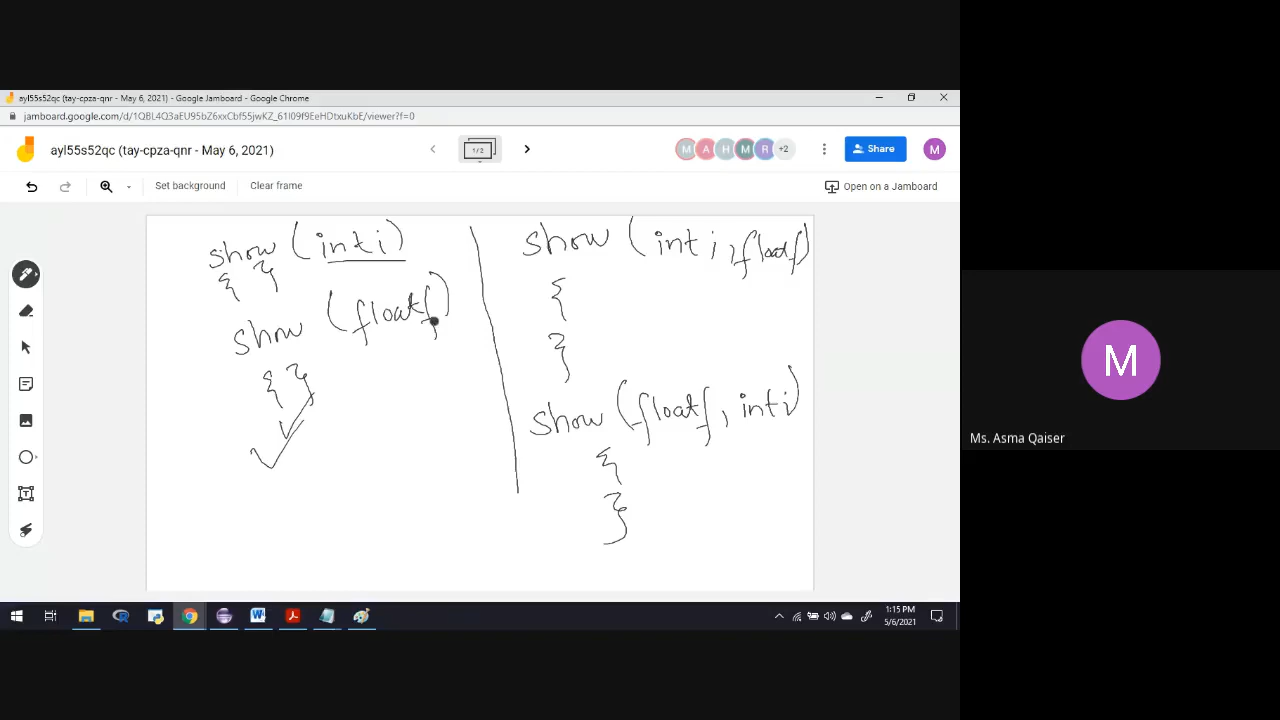 ayl55s52qc (tay-cpza-qnr - May 6, 2021) - Google Jamboard - Google Chrome
jamboard.google.com/d/1QBL4Q3aEU95bZ6xxCbf55jwKZ_61I09f9EeHDtxuKbE/viewer?f=0
ayl55s52qc (tay-cpza-qnr - May 6, 2021)
1/2
M A H M R +2
Share
M
Set background
Clear frame
Open on a Jamboard
show (int i)
{ }
show (float f)
{ }
show (int i, float f)
{
}
show (float f, int i)
{
}
M
Ms. Asma Qaiser
1:15 PM
5/6/2021